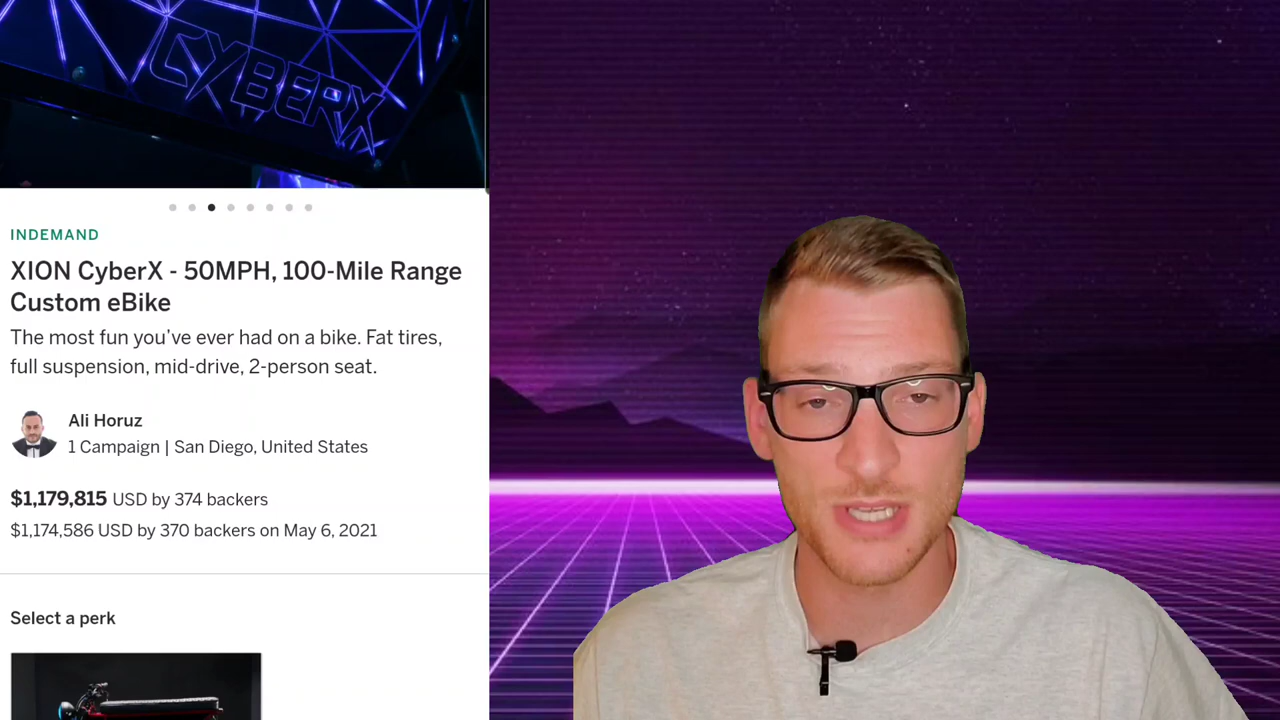 CYBERX
INDEMAND
XION CyberX - 50MPH, 100-Mile Range
Custom eBike
The most fun you've ever had on a bike. Fat tires,
full suspension, mid-drive, 2-person seat.
Ali Horuz
1 Campaign | San Diego, United States
$1,179,815 USD by 374 backers
$1,174,586 USD by 370 backers on May 6, 2021
Select a perk